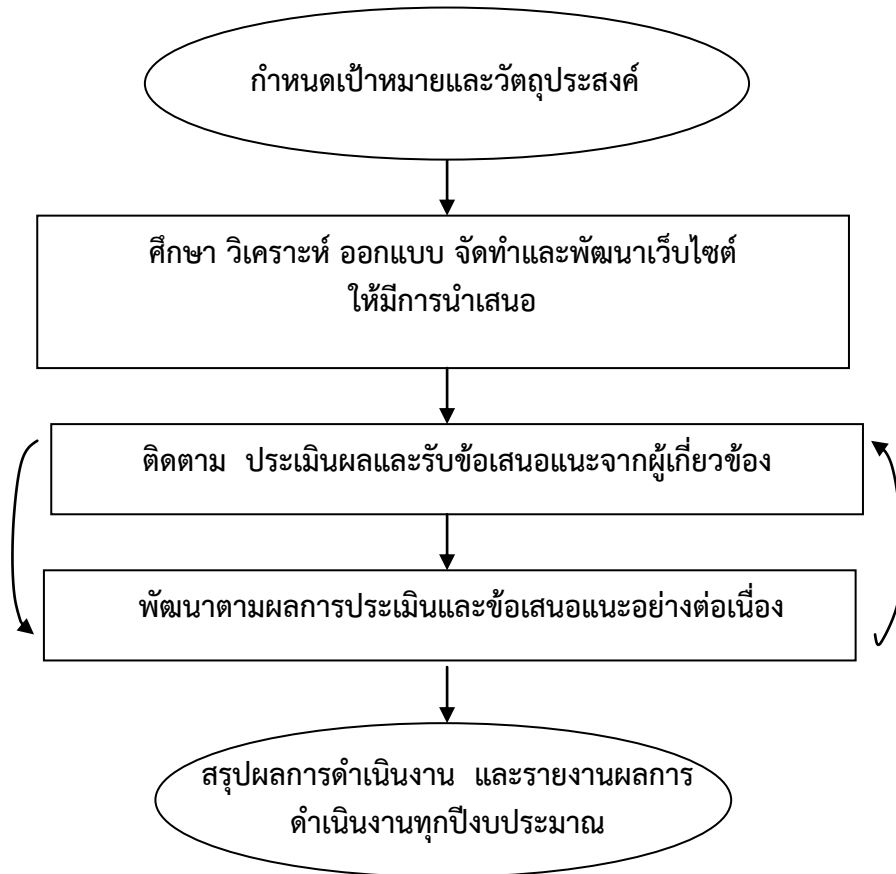 กำหนดเป้าหมายและวัตถุประสงค์
ศึกษา วิเคราะห์ ออกแบบ จัดทำและพัฒนาเว็บไซต์
ให้มีการนำเสนอ
ติดตาม ประเมินผลและรับข้อเสนอแนะจากผู้เกี่ยวข้อง
พัฒนาตามผลการประเมินและข้อเสนอแนะอย่างต่อเนื่อง
สรุปผลการดำเนินงาน และรายงานผลการ
ดำเนินงานทุกปีงบประมาณ